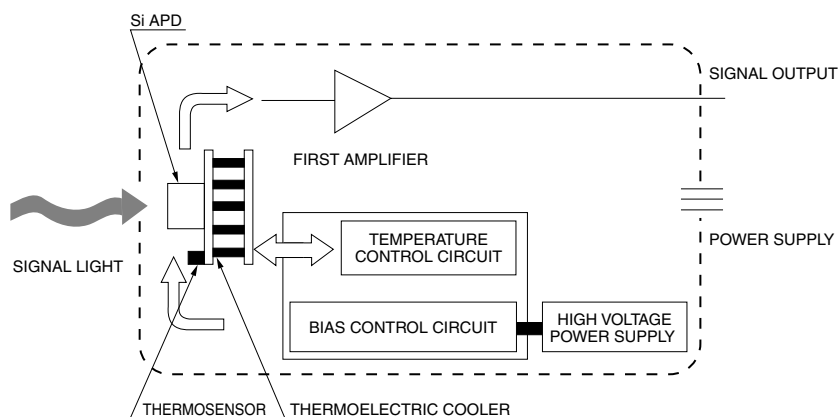 Si APD
SIGNAL OUTPUT
FIRST AMPLIFIER
SIGNAL LIGHT
TEMPERATURE
CONTROL CIRCUIT
POWER SUPPLY
BIAS CONTROL CIRCUIT
HIGH VOLTAGE
POWER SUPPLY
THERMOSENSOR
THERMOELECTRIC COOLER